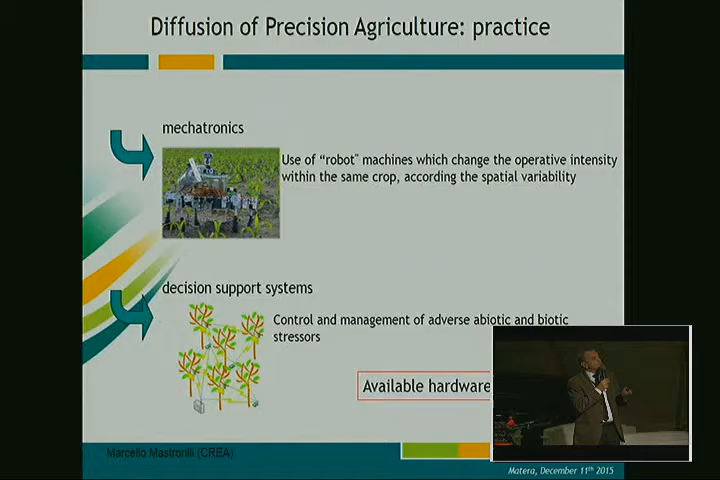 Diffusion of Precision Agriculture: practice
mechatronics
Use of “robot" machines which change the operative intensity
within the same crop, according the spatial variability
decision support systems
Control and management of adverse abiotic and biotic
stressors
Available hardware
Marcello Mastrorilli (CREA)
Matera, December 11th 2015